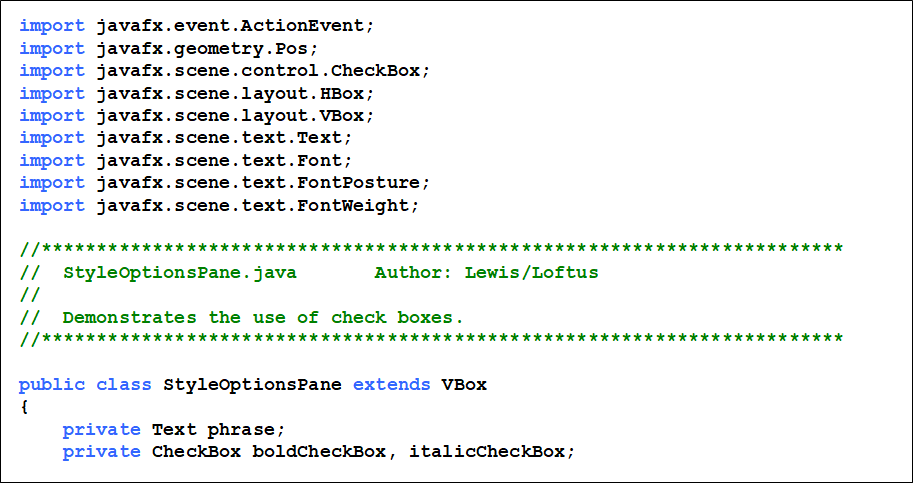 import javafx.event.ActionEvent;
import javafx.geometry.Pos;
import javafx.scene.control.CheckBox;
import javafx.scene.layout.HBox;
import javafx.scene.layout.VBox;
import javafx.scene.text.Text;
import javafx.scene.text.Font;
import javafx.scene.text.FontPosture;
import javafx.scene.text.FontWeight;

//************************************************************************
//  StyleOptionsPane.java       Author: Lewis/Loftus
//
//  Demonstrates the use of check boxes.
//************************************************************************

public class StyleOptionsPane extends VBox
{
    private Text phrase;
    private CheckBox boldCheckBox, italicCheckBox;